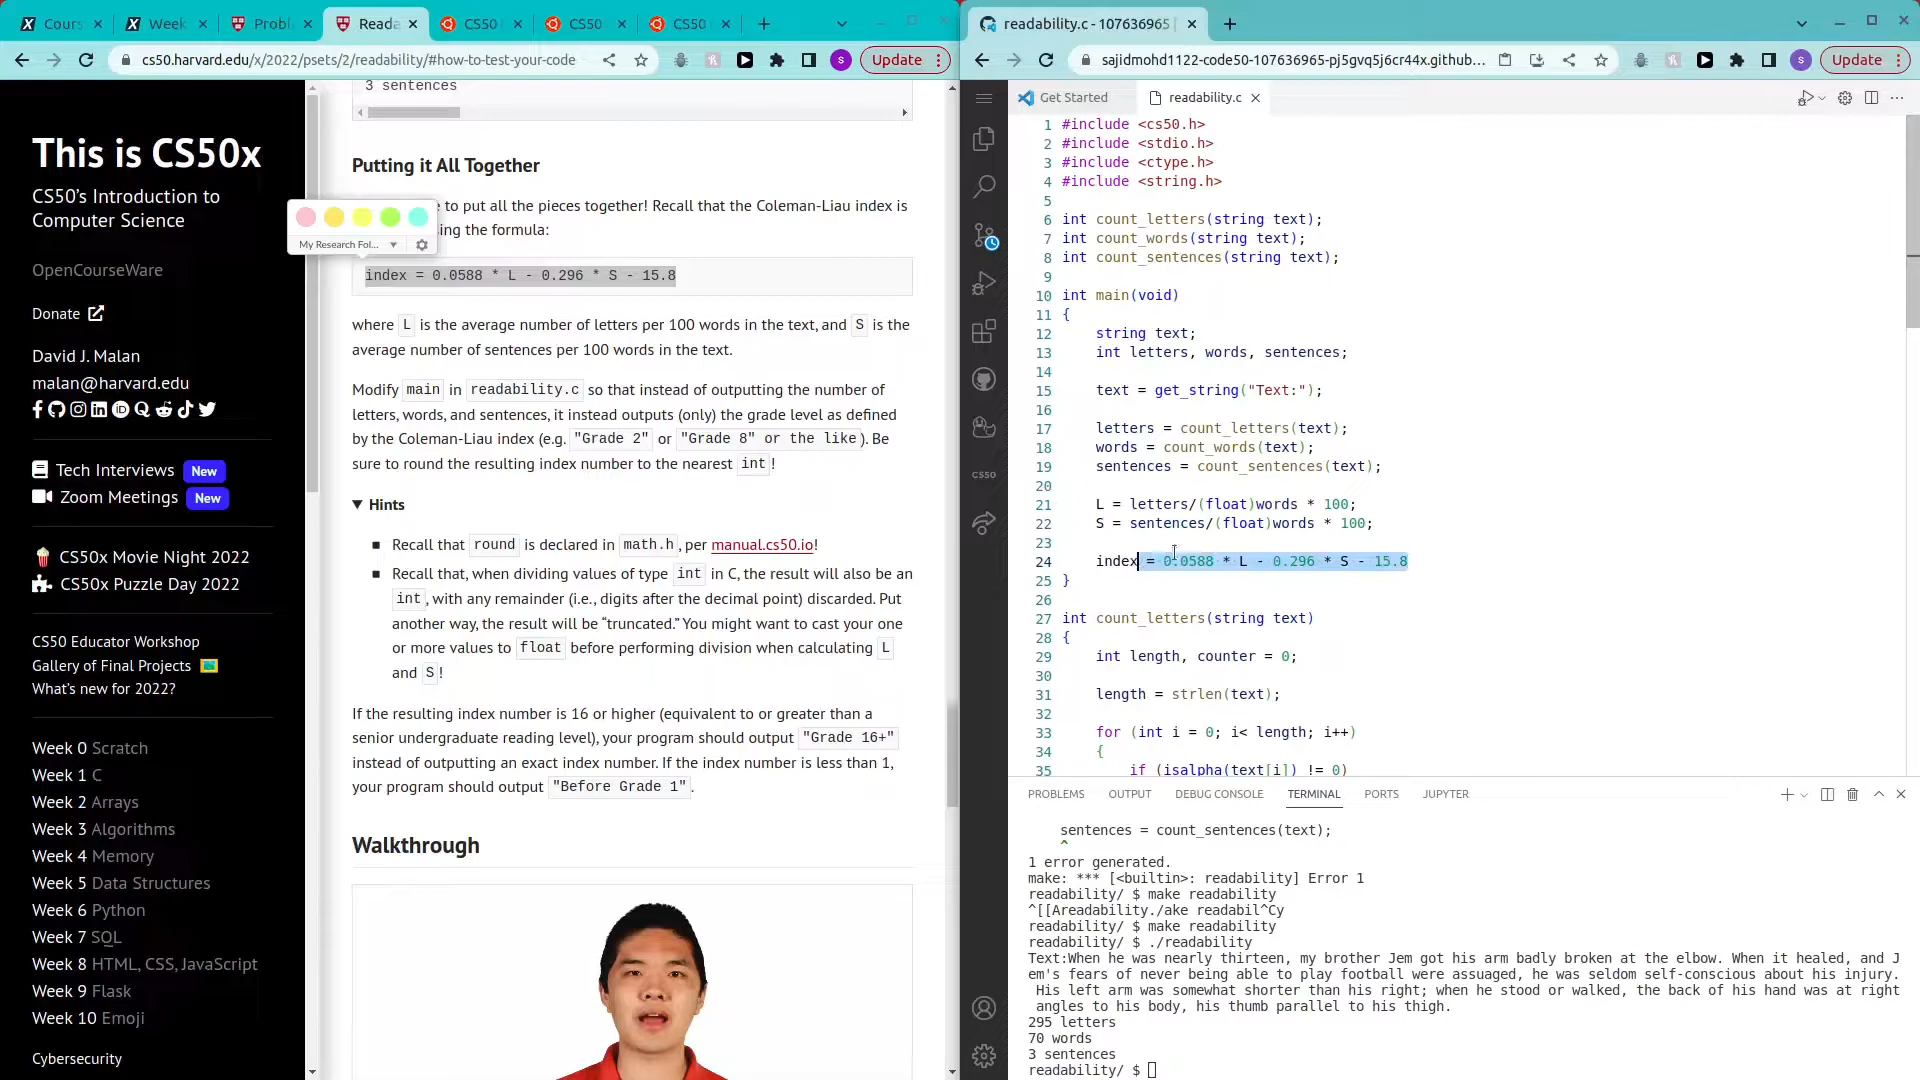 Cours
Week
Probl
Reada
CS50
CS50
CS50
cs50.harvard.edu/x/2022/psets/2/readability/#how-to-test-your-code
s
Update
This is CS50x
CS50’s Introduction to
Computer Science
OpenCourseWare
Donate
David J. Malan
malan@harvard.edu
Tech Interviews New
Zoom Meetings New
CS50x Movie Night 2022
CS50x Puzzle Day 2022
CS50 Educator Workshop
Gallery of Final Projects
What’s new for 2022?
Week 0 Scratch
Week 1 C
Week 2 Arrays
Week 3 Algorithms
Week 4 Memory
Week 5 Data Structures
Week 6 Python
Week 7 SQL
Week 8 HTML, CSS, JavaScript
Week 9 Flask
Week 10 Emoji
Cybersecurity
3 sentences
Putting it All Together
e to put all the pieces together! Recall that the Coleman-Liau index is
ing the formula:
My Research Fol...
index = 0.0588 * L - 0.296 * S - 15.8
where L is the average number of letters per 100 words in the text, and S is the
average number of sentences per 100 words in the text.
Modify main in readability.c so that instead of outputting the number of
letters, words, and sentences, it instead outputs (only) the grade level as defined
by the Coleman-Liau index (e.g. "Grade 2" or "Grade 8" or the like). Be
sure to round the resulting index number to the nearest int!
Hints
Recall that round is declared in math.h, per manual.cs50.io!
Recall that, when dividing values of type int in C, the result will also be an
int, with any remainder (i.e., digits after the decimal point) discarded. Put
another way, the result will be “truncated.” You might want to cast your one
or more values to float before performing division when calculating L
and S!
If the resulting index number is 16 or higher (equivalent to or greater than a
senior undergraduate reading level), your program should output "Grade 16+"
instead of outputting an exact index number. If the index number is less than 1,
your program should output "Before Grade 1".
Walkthrough
readability.c - 107636965
sajidmohd1122-code50-107636965-pj5gvq5j6cr44x.github...
s
Update
Get Started
readability.c
CS50
1 #include <cs50.h>
2 #include <stdio.h>
3 #include <ctype.h>
4 #include <string.h>
5
6 int count_letters(string text);
7 int count_words(string text);
8 int count_sentences(string text);
9
10 int main(void)
11 {
12 string text;
13 int letters, words, sentences;
14
15 text = get_string("Text:");
16
17 letters = count_letters(text);
18 words = count_words(text);
19 sentences = count_sentences(text);
20
21 L = letters/(float)words * 100;
22 S = sentences/(float)words * 100;
23
24 index = 0.0588 * L - 0.296 * S - 15.8
25 }
26
27 int count_letters(string text)
28 {
29 int length, counter = 0;
30
31 length = strlen(text);
32
33 for (int i = 0; i< length; i++)
34 {
35 if (isalpha(text[i]) != 0)
PROBLEMS OUTPUT DEBUG CONSOLE TERMINAL PORTS JUPYTER
sentences = count_sentences(text);
^
1 error generated.
make: *** [<builtin>: readability] Error 1
readability/ $ make readability
^[[Areadability./ake readabil^Cy
readability/ $ make readability
readability/ $ ./readability
Text:When he was nearly thirteen, my brother Jem got his arm badly broken at the elbow. When it healed, and J
em's fears of never being able to play football were assuaged, he was seldom self-conscious about his injury.
His left arm was somewhat shorter than his right; when he stood or walked, the back of his hand was at right
angles to his body, his thumb parallel to his thigh.
295 letters
70 words
3 sentences
readability/ $